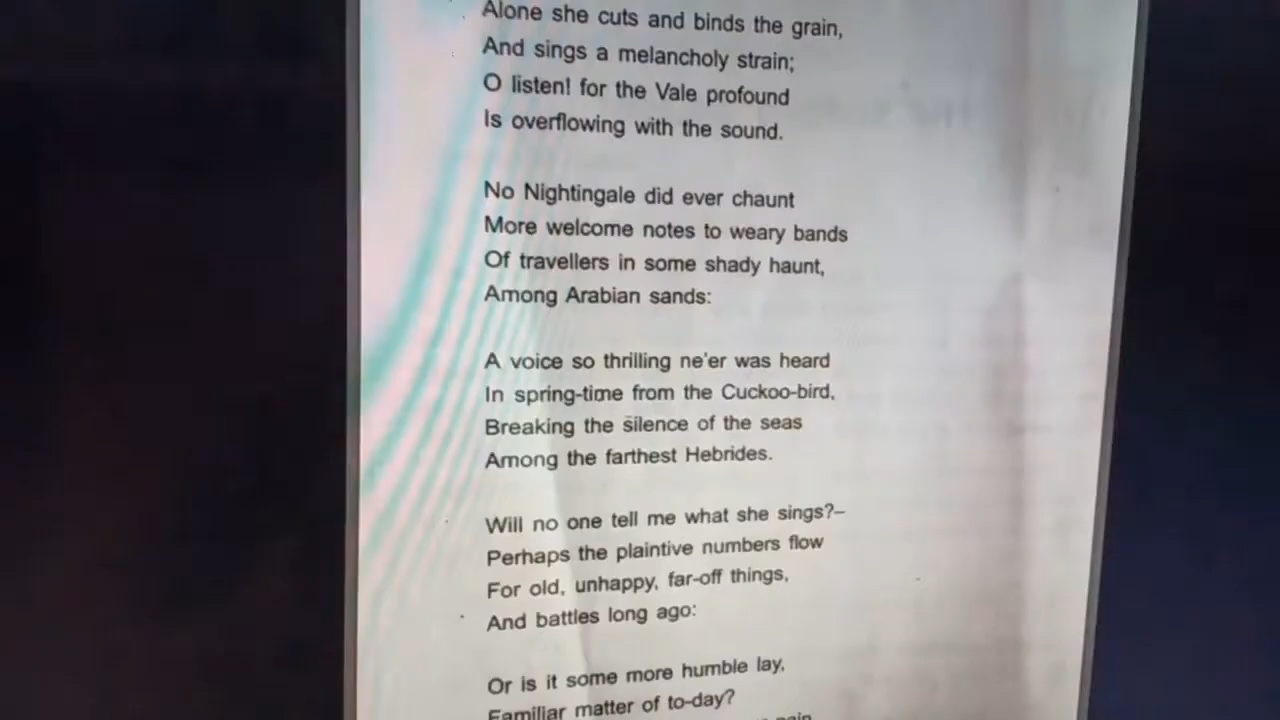 Alone she cuts and binds the grain,
And sings a melancholy strain;
O listen! for the Vale profound
Is overflowing with the sound.
No Nightingale did ever chaunt
More welcome notes to weary bands
Of travellers in some shady haunt,
Among Arabian sands:
A voice so thrilling ne'er was heard
In spring-time from the Cuckoo-bird,
Breaking the silence of the seas
Among the farthest Hebrides.
Will no one tell me what she sings?–
Perhaps the plaintive numbers flow
For old, unhappy, far-off things,
And battles long ago:
Or is it some more humble lay,
Familiar matter of to-day?
pain